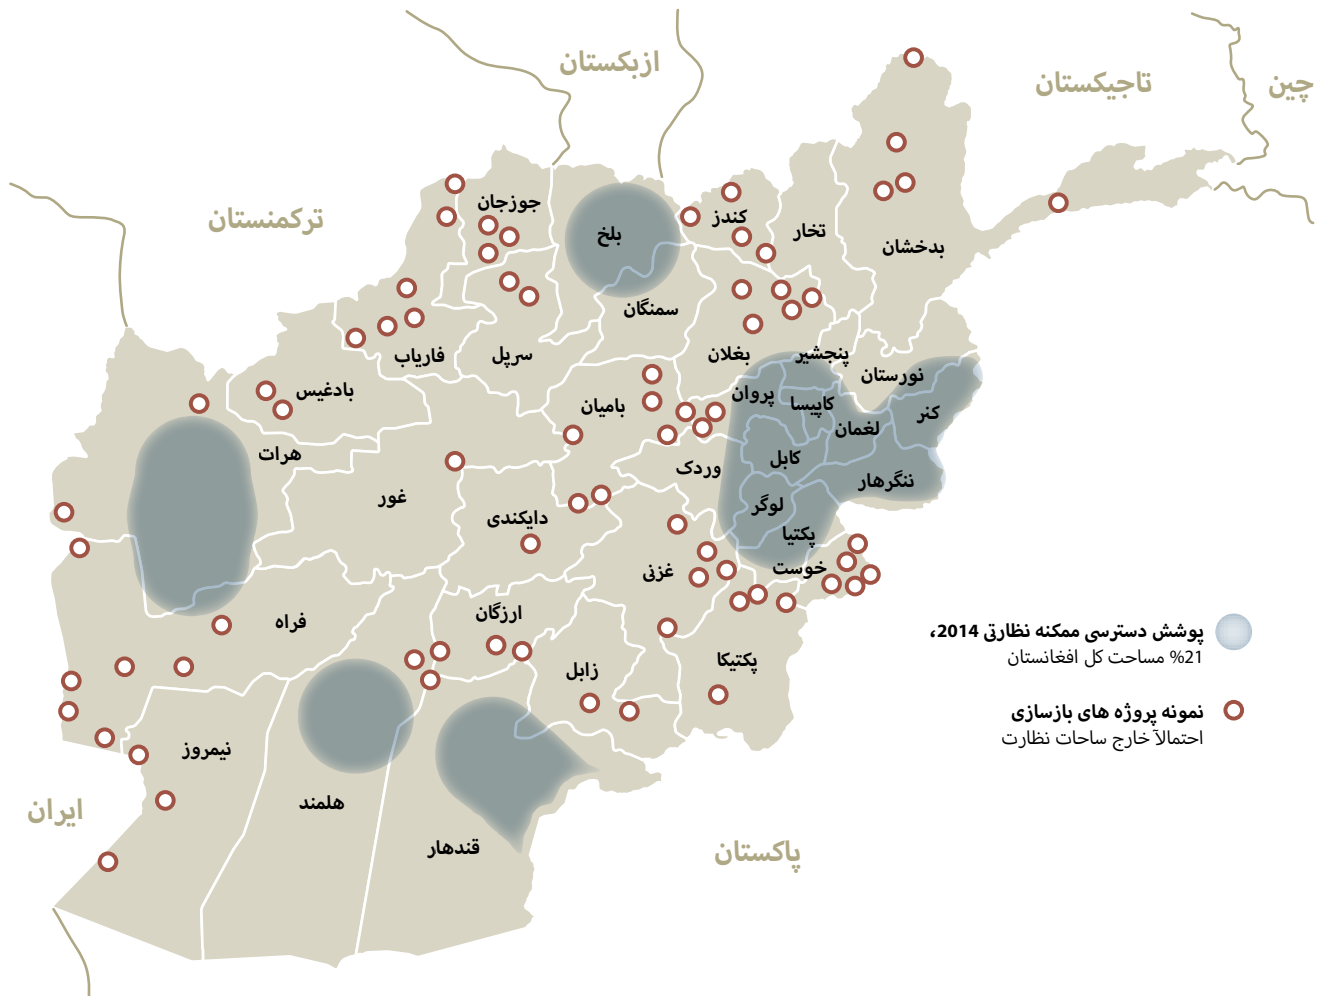 ازبکستان
تاجیکستان
چین
ترکمنستان
جوزجان
بلخ
کندز
تخار
بدخشان
سمنگان
فاریاب
سرپل
بغلان
پنجشیر
نورستان
بادغیس
بامیان
پروان
کاپیسا
کنر
لغمان
هرات
کابل
وردک
ننگرهار
غور
لوگر
دایکندی
پکتیا
خوست
غزنی
ارزگان
فراه
پکتیکا
زابل
نیمروز
هلمند
قندهار
ایران
پاکستان
پوشش دسترسی ممکنه نظارتی 2014،
21% مساحت کل افغانستان
نمونه پروژه های بازسازی
احتمالآ خارج ساحات نظارت